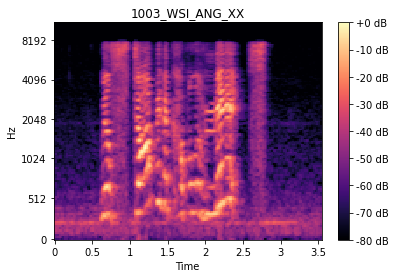 1003_WSI_ANG_XX
8192
4096
2048
1024
512
0
Hz
0 0.5 1 1.5 2 2.5 3 3.5
Time
+0 dB
-10 dB
-20 dB
-30 dB
-40 dB
-50 dB
-60 dB
-70 dB
-80 dB